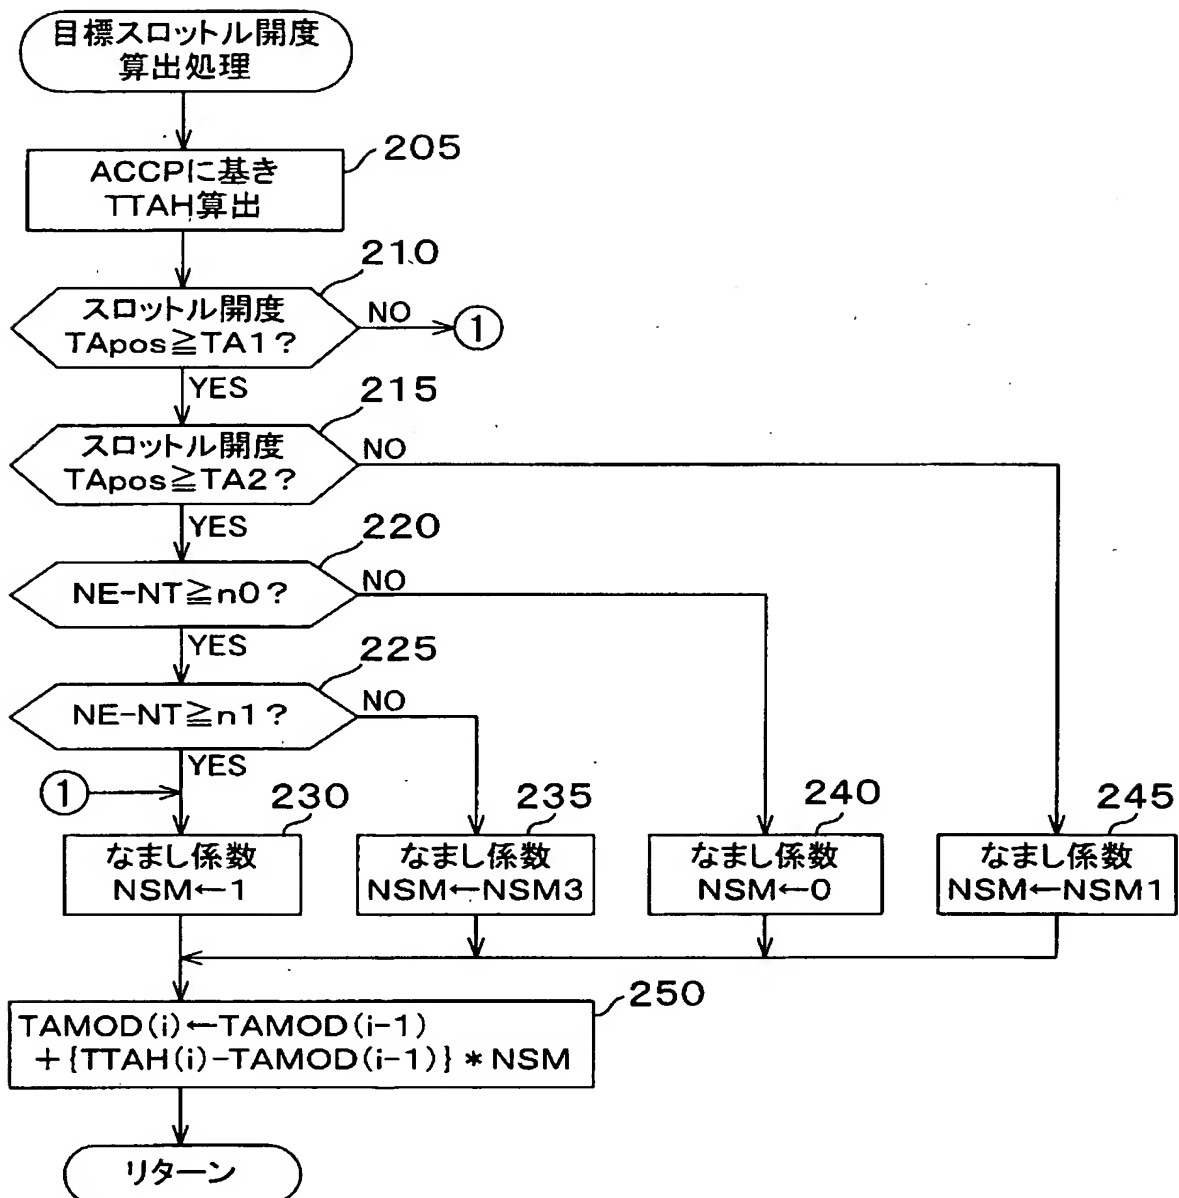 目標スロットル開度
算出処理
205
ACCPに基き
TTAH算出
210
スロットル開度
TApos≧TA1?
NO
①
YES
215
スロットル開度
TApos≧TA2?
NO
YES
220
NE-NT≧n0?
NO
YES
225
NE-NT≧n1?
NO
YES
①
230
なまし係数
NSM←1
235
なまし係数
NSM←NSM3
240
なまし係数
NSM←0
245
なまし係数
NSM←NSM1
250
TAMOD(i)←TAMOD(i-1)
+{TTAH(i)-TAMOD(i-1)}*NSM
リターン